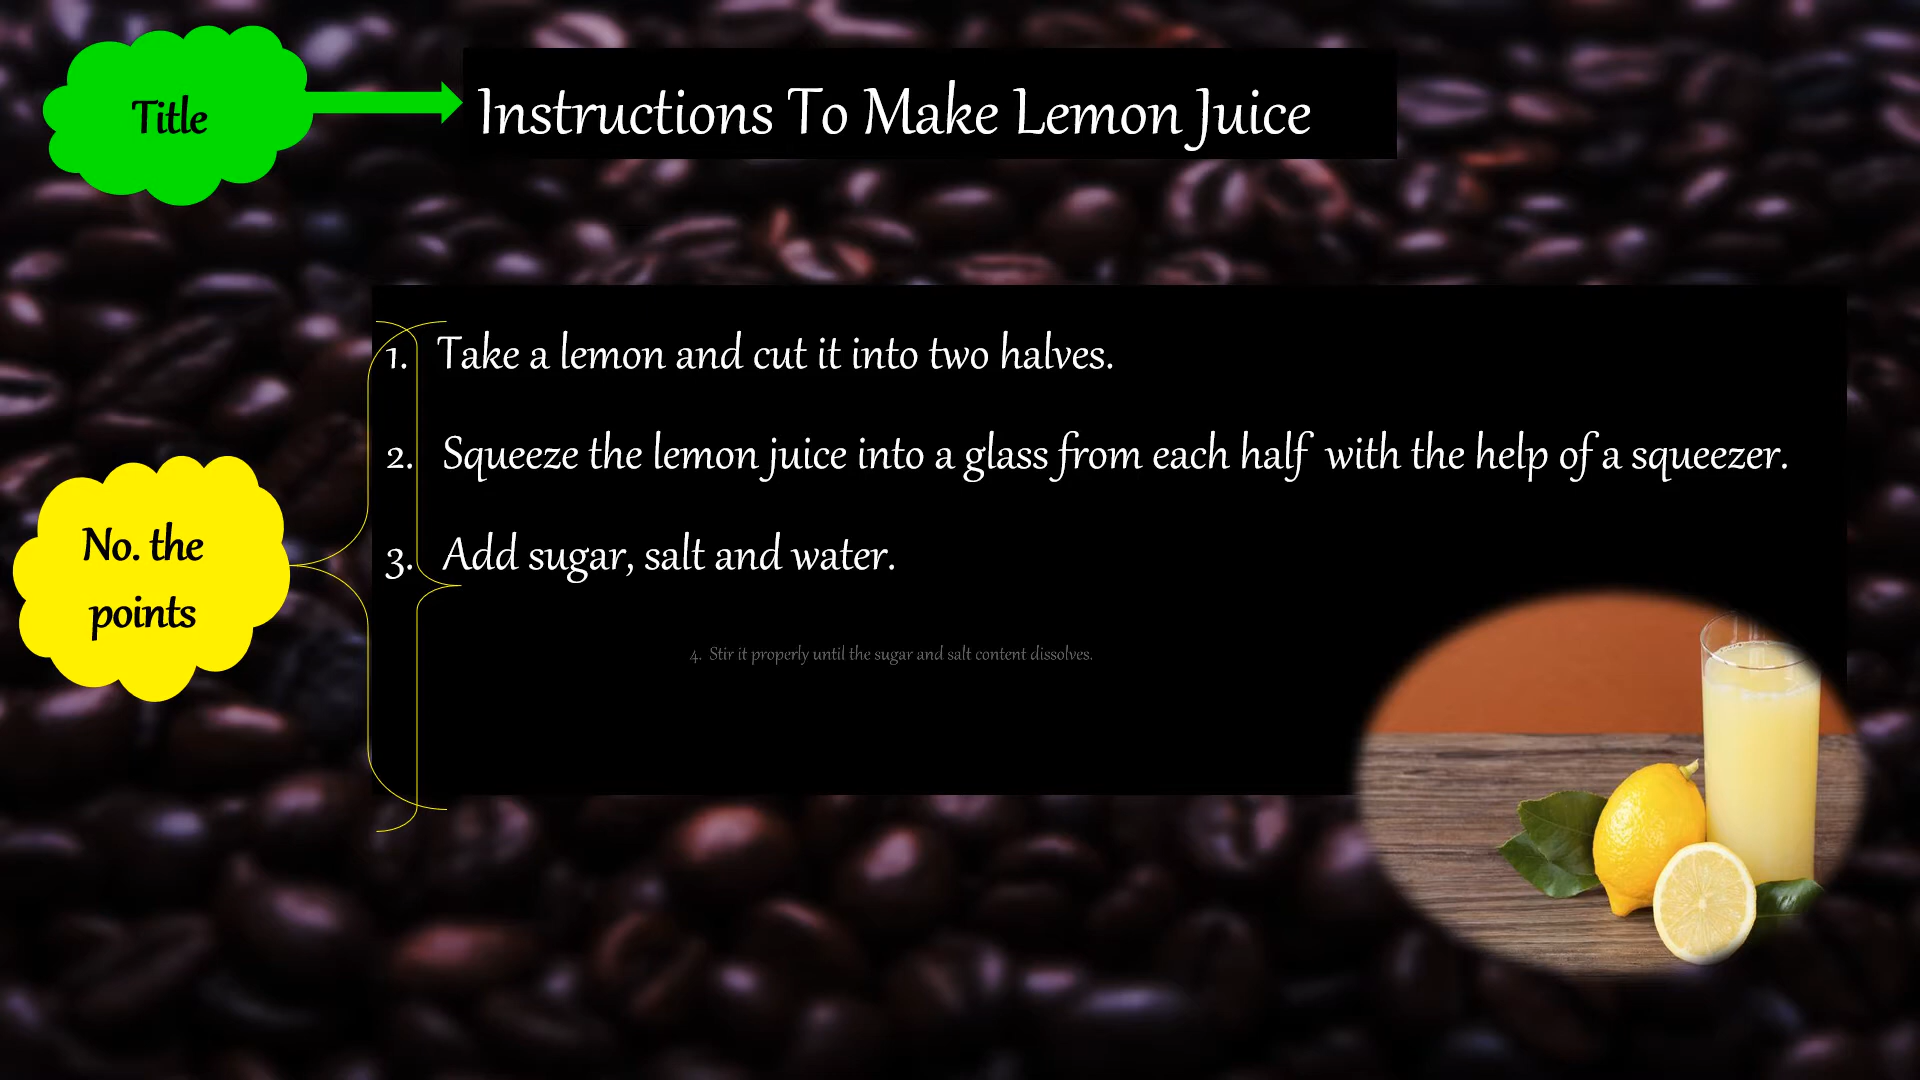 Title
Instructions To Make Lemon Juice
1. Take a lemon and cut it into two halves.
2. Squeeze the lemon juice into a glass from each half with the help of a squeezer.
No. the
points
3. Add sugar, salt and water.
4. Stir it properly until the sugar and salt content dissolves.